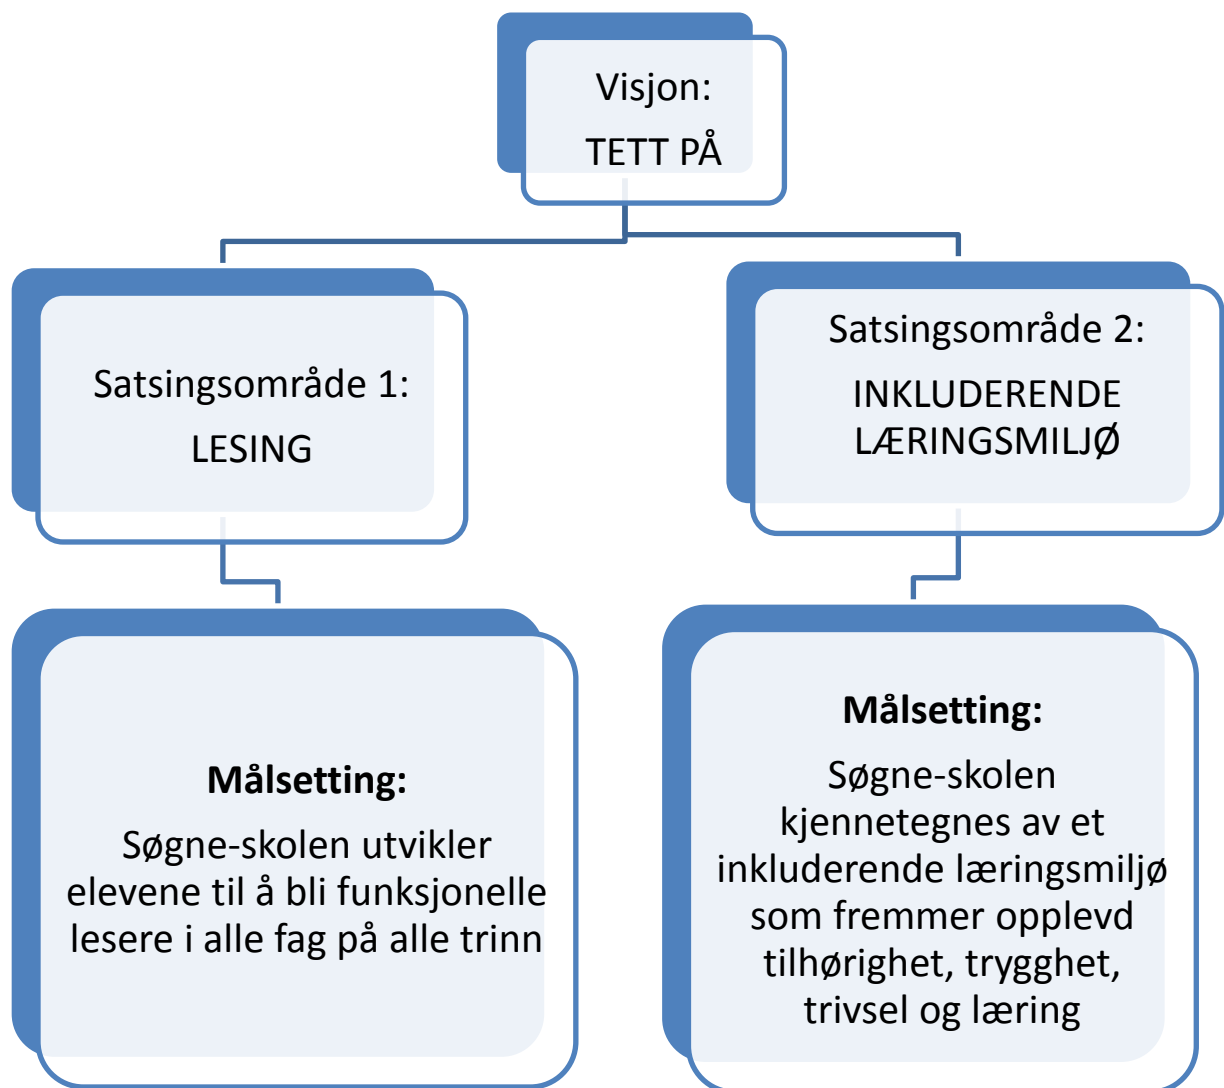 Visjon:
TETT PÅ
Satsingsområde 1:
LESING
Satsingsområde 2:
INKLUDERENDE
LÆRINGSMILJØ
Målsetting:
Søgne-skolen utvikler
elevene til å bli funksjonelle
lesere i alle fag på alle trinn
Målsetting:
Søgne-skolen
kjennetegnes av et
inkluderende læringsmiljø
som fremmer opplevd
tilhørighet, trygghet,
trivsel og læring